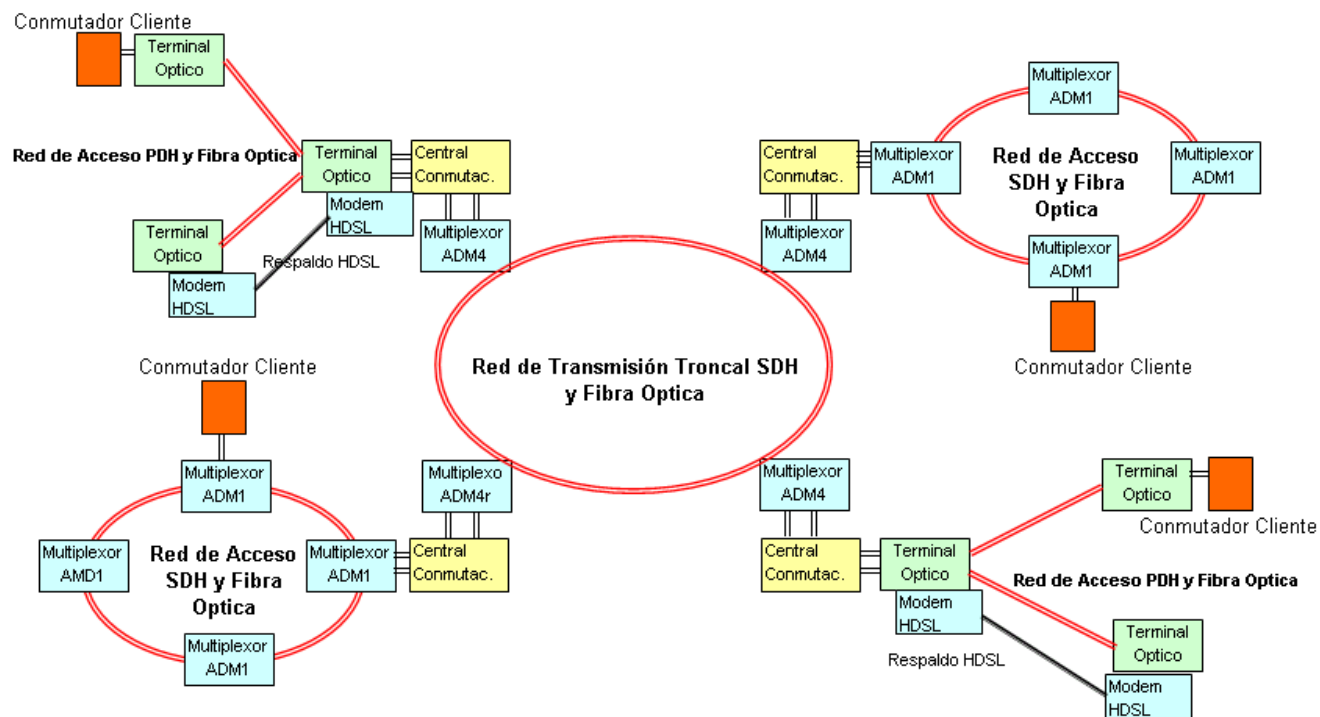 Conmutador Cliente
Terminal
Optico
Red de Acceso PDH y Fibra Optica
Terminal
Optico
Central
Conmutac.
Modem
HDSL
Multiplexor
ADM4
Terminal
Optico
Respaldo HDSL
Modem
HDSL
Multiplexor
ADM1
Central
Conmutac.
Multiplexor
ADM1
Red de Acceso
SDH y Fibra
Optica
Multiplexor
ADM1
Multiplexor
ADM4
Multiplexor
ADM1
Conmutador Cliente
Red de Transmisión Troncal SDH
y Fibra Optica
Conmutador Cliente
Multiplexor
ADM1
Multiplexo
ADM4r
Multiplexor
AMD1
Red de Acceso
SDH y Fibra
Optica
Multiplexor
ADM1
Central
Conmutac.
Multiplexor
ADM1
Multiplexor
ADM4
Terminal
Optico
Conmutador Cliente
Central
Conmutac.
Terminal
Optico
Red de Acceso PDH y Fibra Optica
Modem
HDSL
Respaldo HDSL
Terminal
Optico
Modem
HDSL